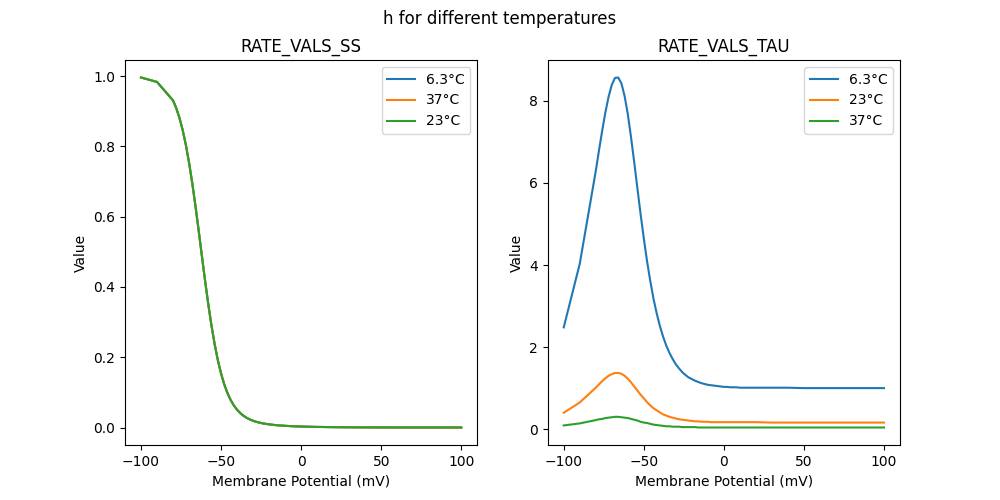 h for different temperatures
RATE_VALS_SS
1.0
0.8
0.6
0.4
0.2
0.0
Value
−100
−50
0
50
100
Membrane Potential (mV)
6.3°C
37°C
23°C
RATE_VALS_TAU
8
6
4
2
0
Value
−100
−50
0
50
100
Membrane Potential (mV)
6.3°C
23°C
37°C